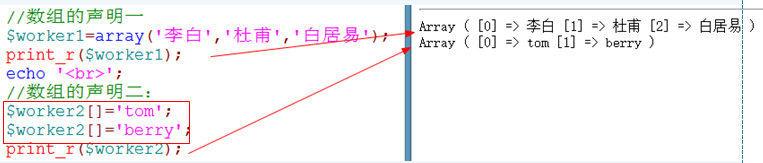 //数组的声明一
$worker1=array('李白','杜甫','白居易');
print_r($worker1);
echo '<br>';
//数组的声明二:
$worker2[]='tom';
$worker2[]='berry';
print_r($worker2);
Array ( [0] => 李白 [1] => 杜甫 [2] => 白居易 )
Array ( [0] => tom [1] => berry )